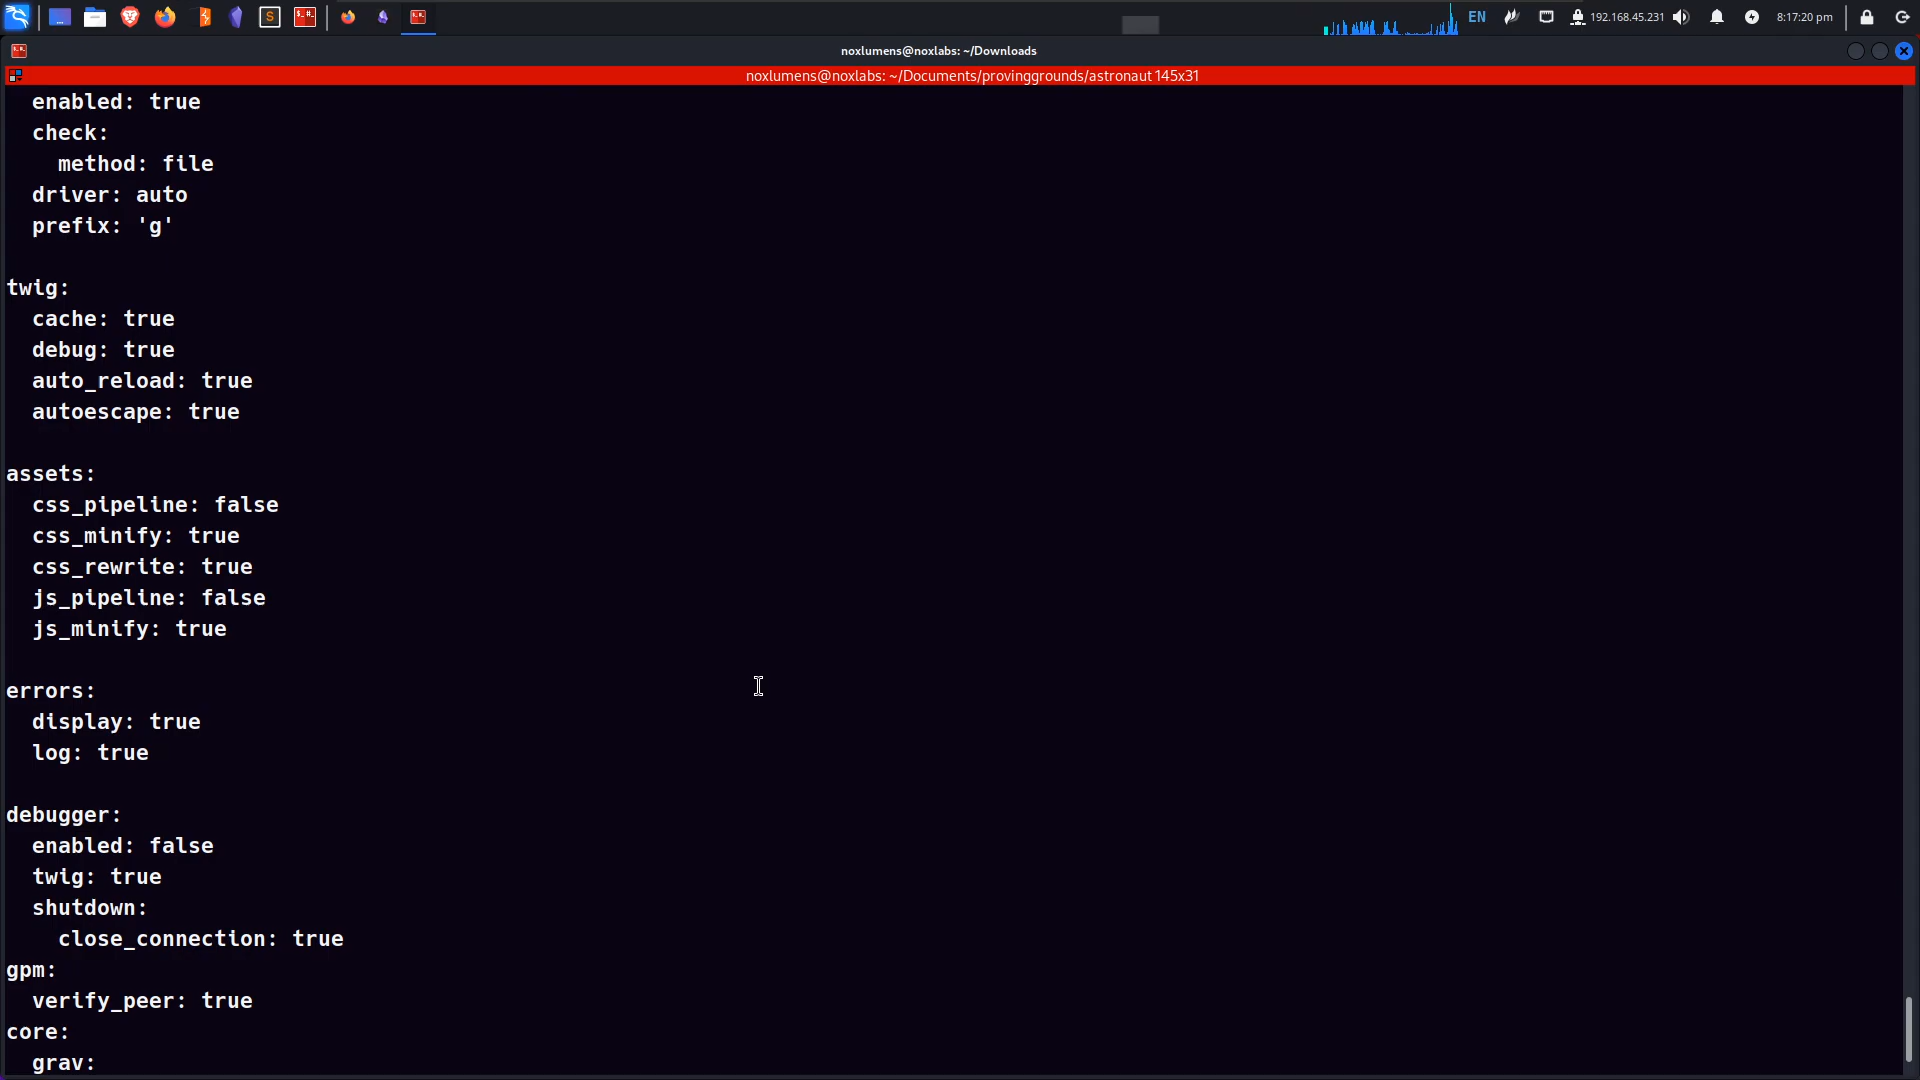 EN
192.168.45.231
8:17:20 pm
noxlumens@noxlabs: ~/Downloads
noxlumens@noxlabs: ~/Documents/provinggrounds/astronaut 145x31
enabled: true
check:
method: file
driver: auto
prefix: 'g'
twig:
cache: true
debug: true
auto_reload: true
autoescape: true
assets:
css_pipeline: false
css_minify: true
css_rewrite: true
js_pipeline: false
js_minify: true
errors:
display: true
log: true
debugger:
enabled: false
twig: true
shutdown:
close_connection: true
gpm:
verify_peer: true
core:
grav: